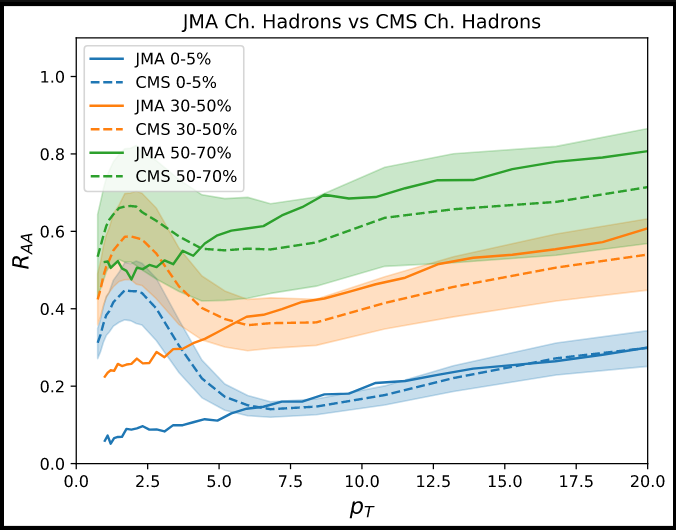 JMA Ch. Hadrons vs CMS Ch. Hadrons
JMA 0-5%
CMS 0-5%
JMA 30-50%
CMS 30-50%
JMA 50-70%
CMS 50-70%
1.0
0.8
0.6
0.4
0.2
0.0
R_AA
0.0 2.5 5.0 7.5 10.0 12.5 15.0 17.5 20.0
p_T